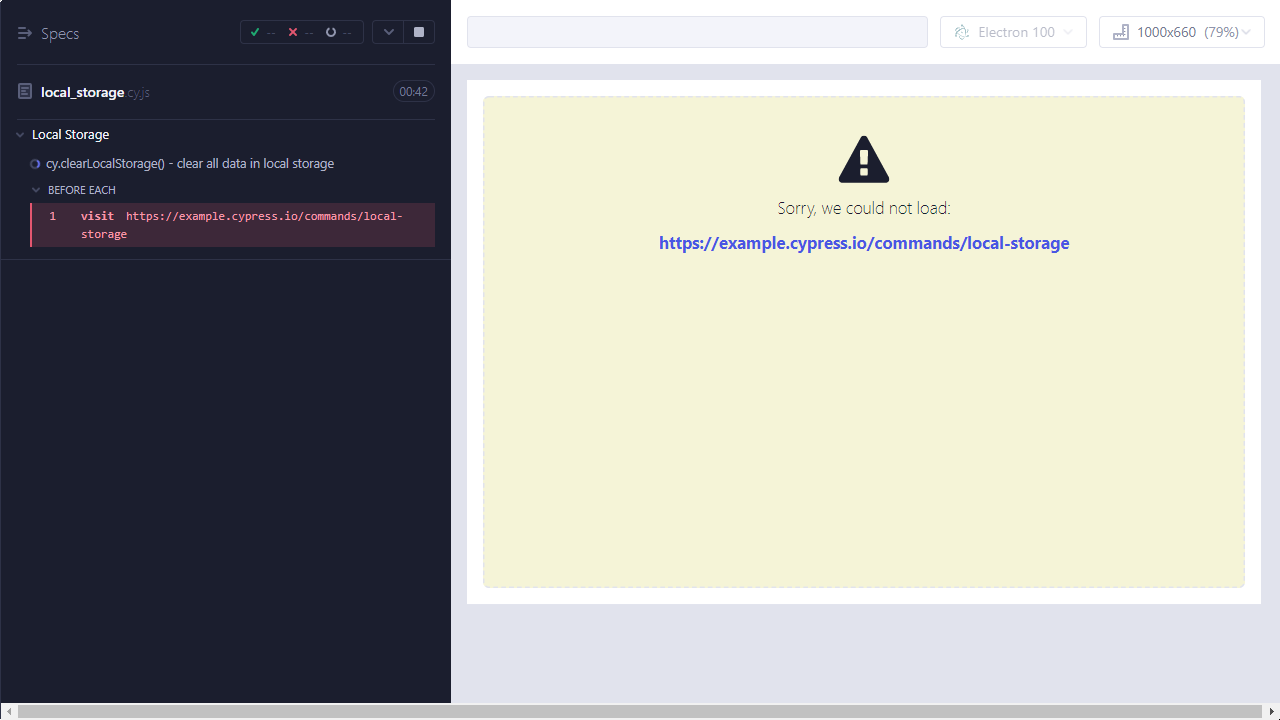 Specs
-- -- --
local_storage.cy.js 00:42
Local Storage
cy.clearLocalStorage() - clear all data in local storage
BEFORE EACH
1 visit https://example.cypress.io/commands/local-
storage
Electron 100
1000x660 (79%)
Sorry, we could not load:
https://example.cypress.io/commands/local-storage